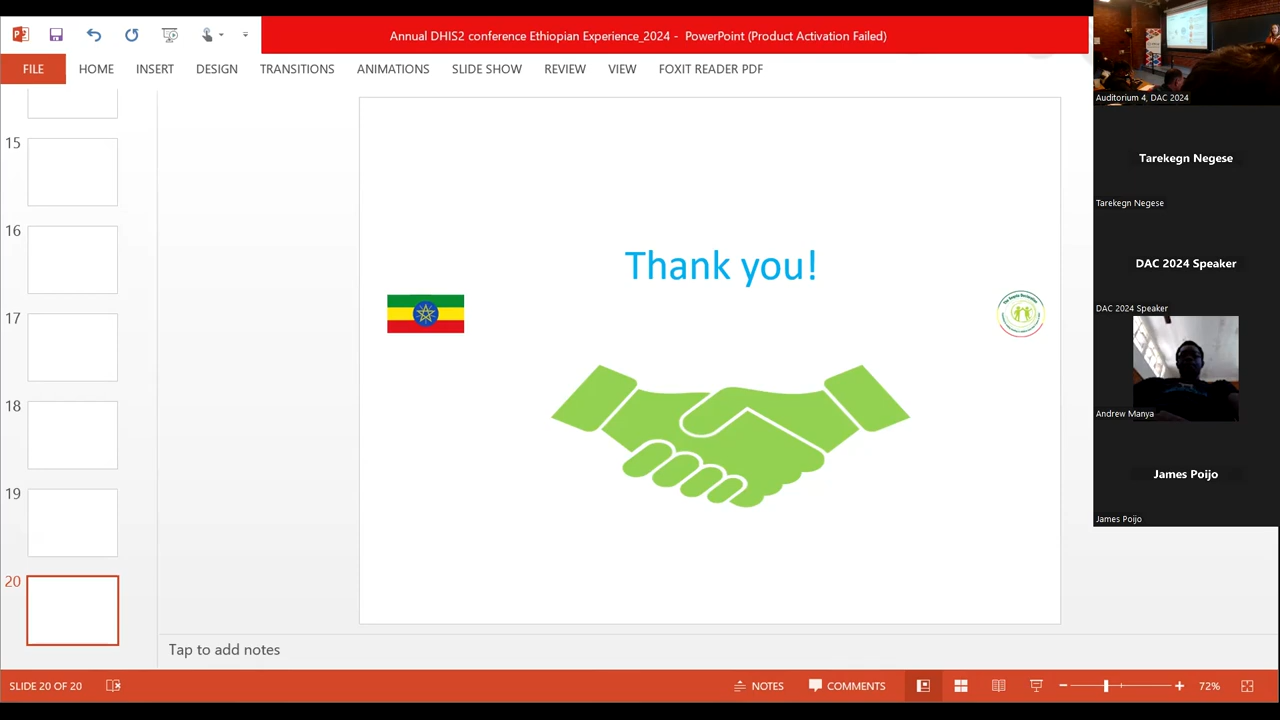 Annual DHIS2 conference Ethiopian Experience_2024 - PowerPoint (Product Activation Failed)
FILE HOME INSERT DESIGN TRANSITIONS ANIMATIONS SLIDE SHOW REVIEW VIEW FOXIT READER PDF
15
16
17
18
19
20
Thank you!
Tap to add notes
SLIDE 20 OF 20
NOTES COMMENTS 72%
Auditorium 4, DAC 2024
Tarekegn Negese
Tarekegn Negese
DAC 2024 Speaker
DAC 2024 Speaker
Andrew Manya
James Poijo
James Poijo